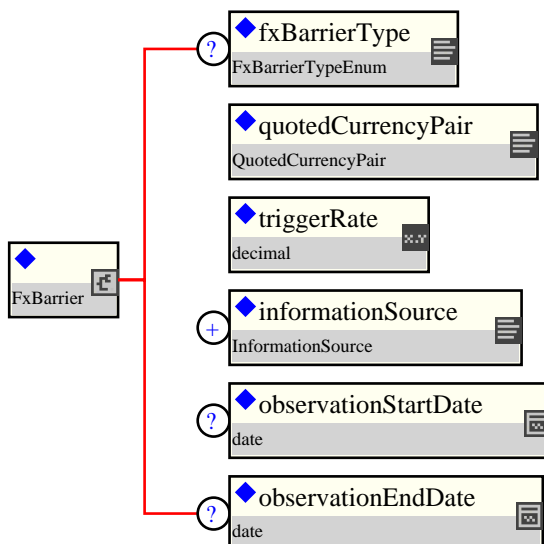 ?
fxBarrierType
FxBarrierTypeEnum
quotedCurrencyPair
QuotedCurrencyPair
triggerRate
x.y
decimal
FxBarrier
+
informationSource
InformationSource
?
observationStartDate
date
?
observationEndDate
date